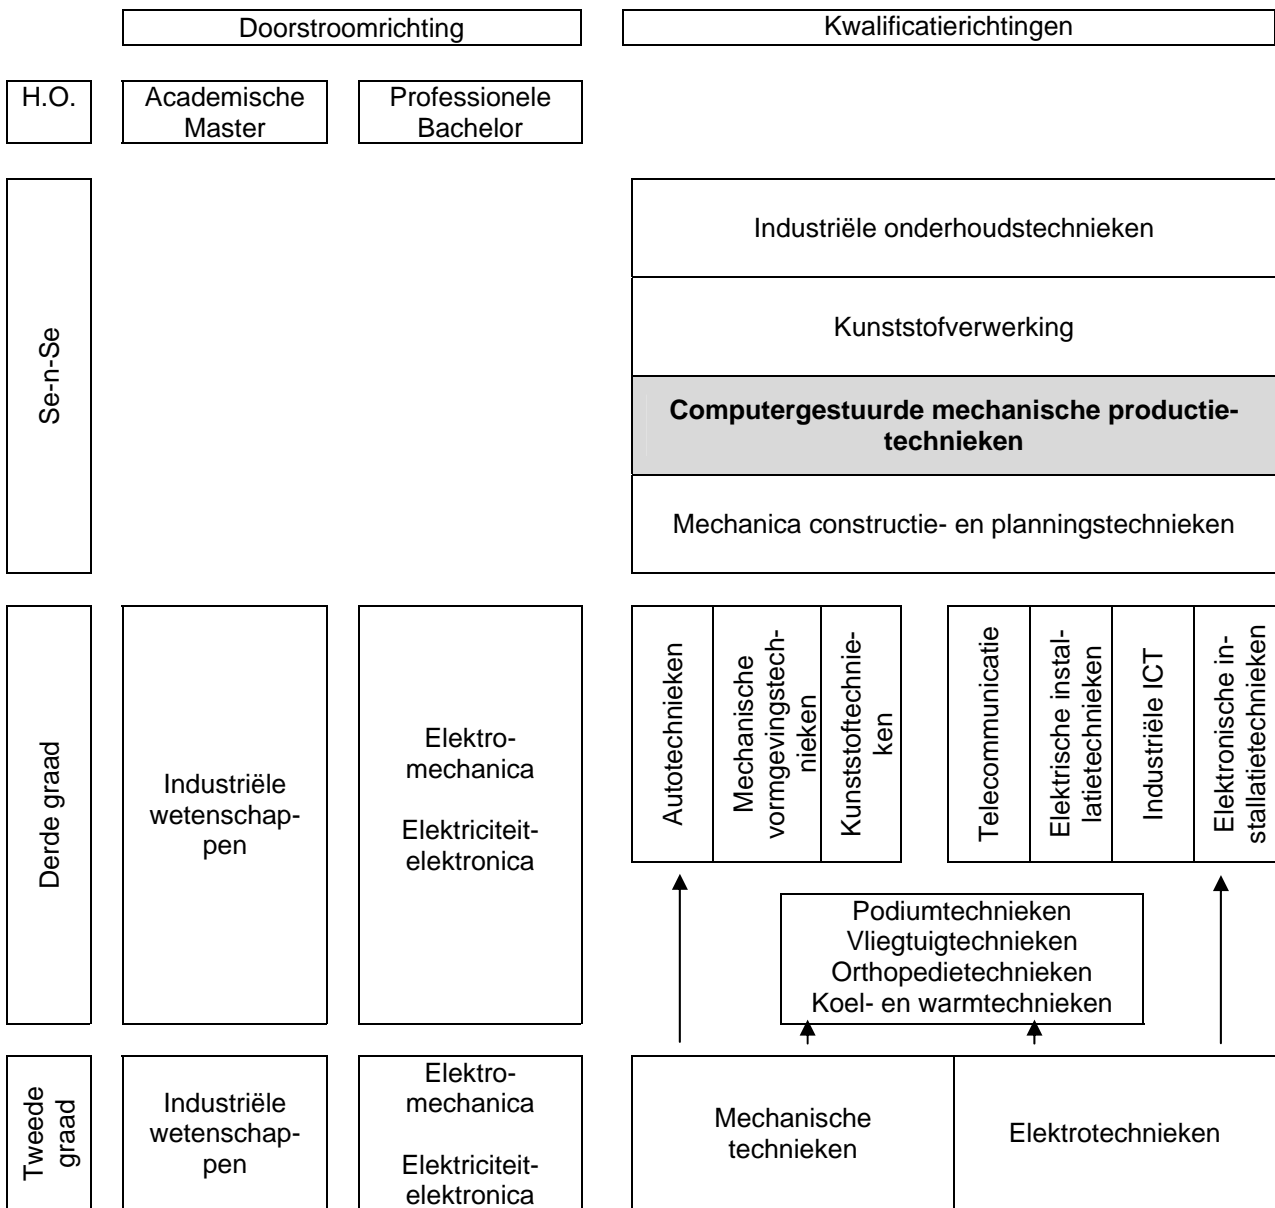 Doorstroomrichting
Kwalificatierichtingen
H.O.
Academische
Master
Professionele
Bachelor
Se-n-Se
Industriële onderhoudstechnieken
Kunststofverwerking
Computergestuurde mechanische productie-
technieken
Mechanica constructie- en planningstechnieken
Derde graad
Industriële
wetenschap-
pen
Elektro-
mechanica
Elektriciteit-
elektronica
Autotechnieken
Mechanische
vormgevingstech-
nieken
Kunststoftechnie-
ken
Telecommunicatie
Elektrische instal-
latietechnieken
Industriële ICT
Elektronische in-
stallatietechnieken
Podiumtechnieken
Vliegtuigtechnieken
Orthopedietechnieken
Koel- en warmtechnieken
Tweede
graad
Industriële
wetenschap-
pen
Elektro-
mechanica
Elektriciteit-
elektronica
Mechanische
technieken
Elektrotechnieken